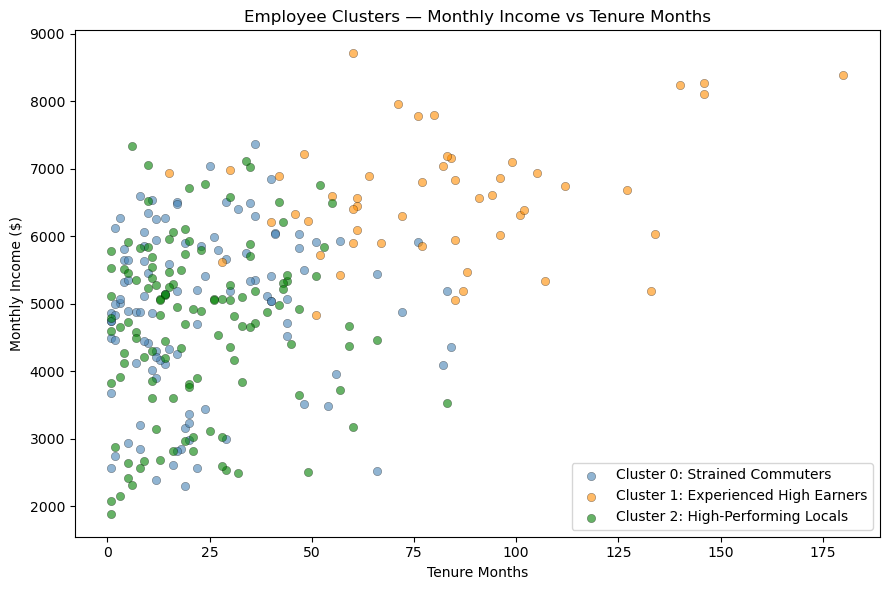 Employee Clusters — Monthly Income vs Tenure Months
Monthly Income ($)
9000
8000
7000
6000
5000
4000
3000
2000
0
25
50
75
100
125
150
175
Tenure Months
Cluster 0: Strained Commuters
Cluster 1: Experienced High Earners
Cluster 2: High-Performing Locals